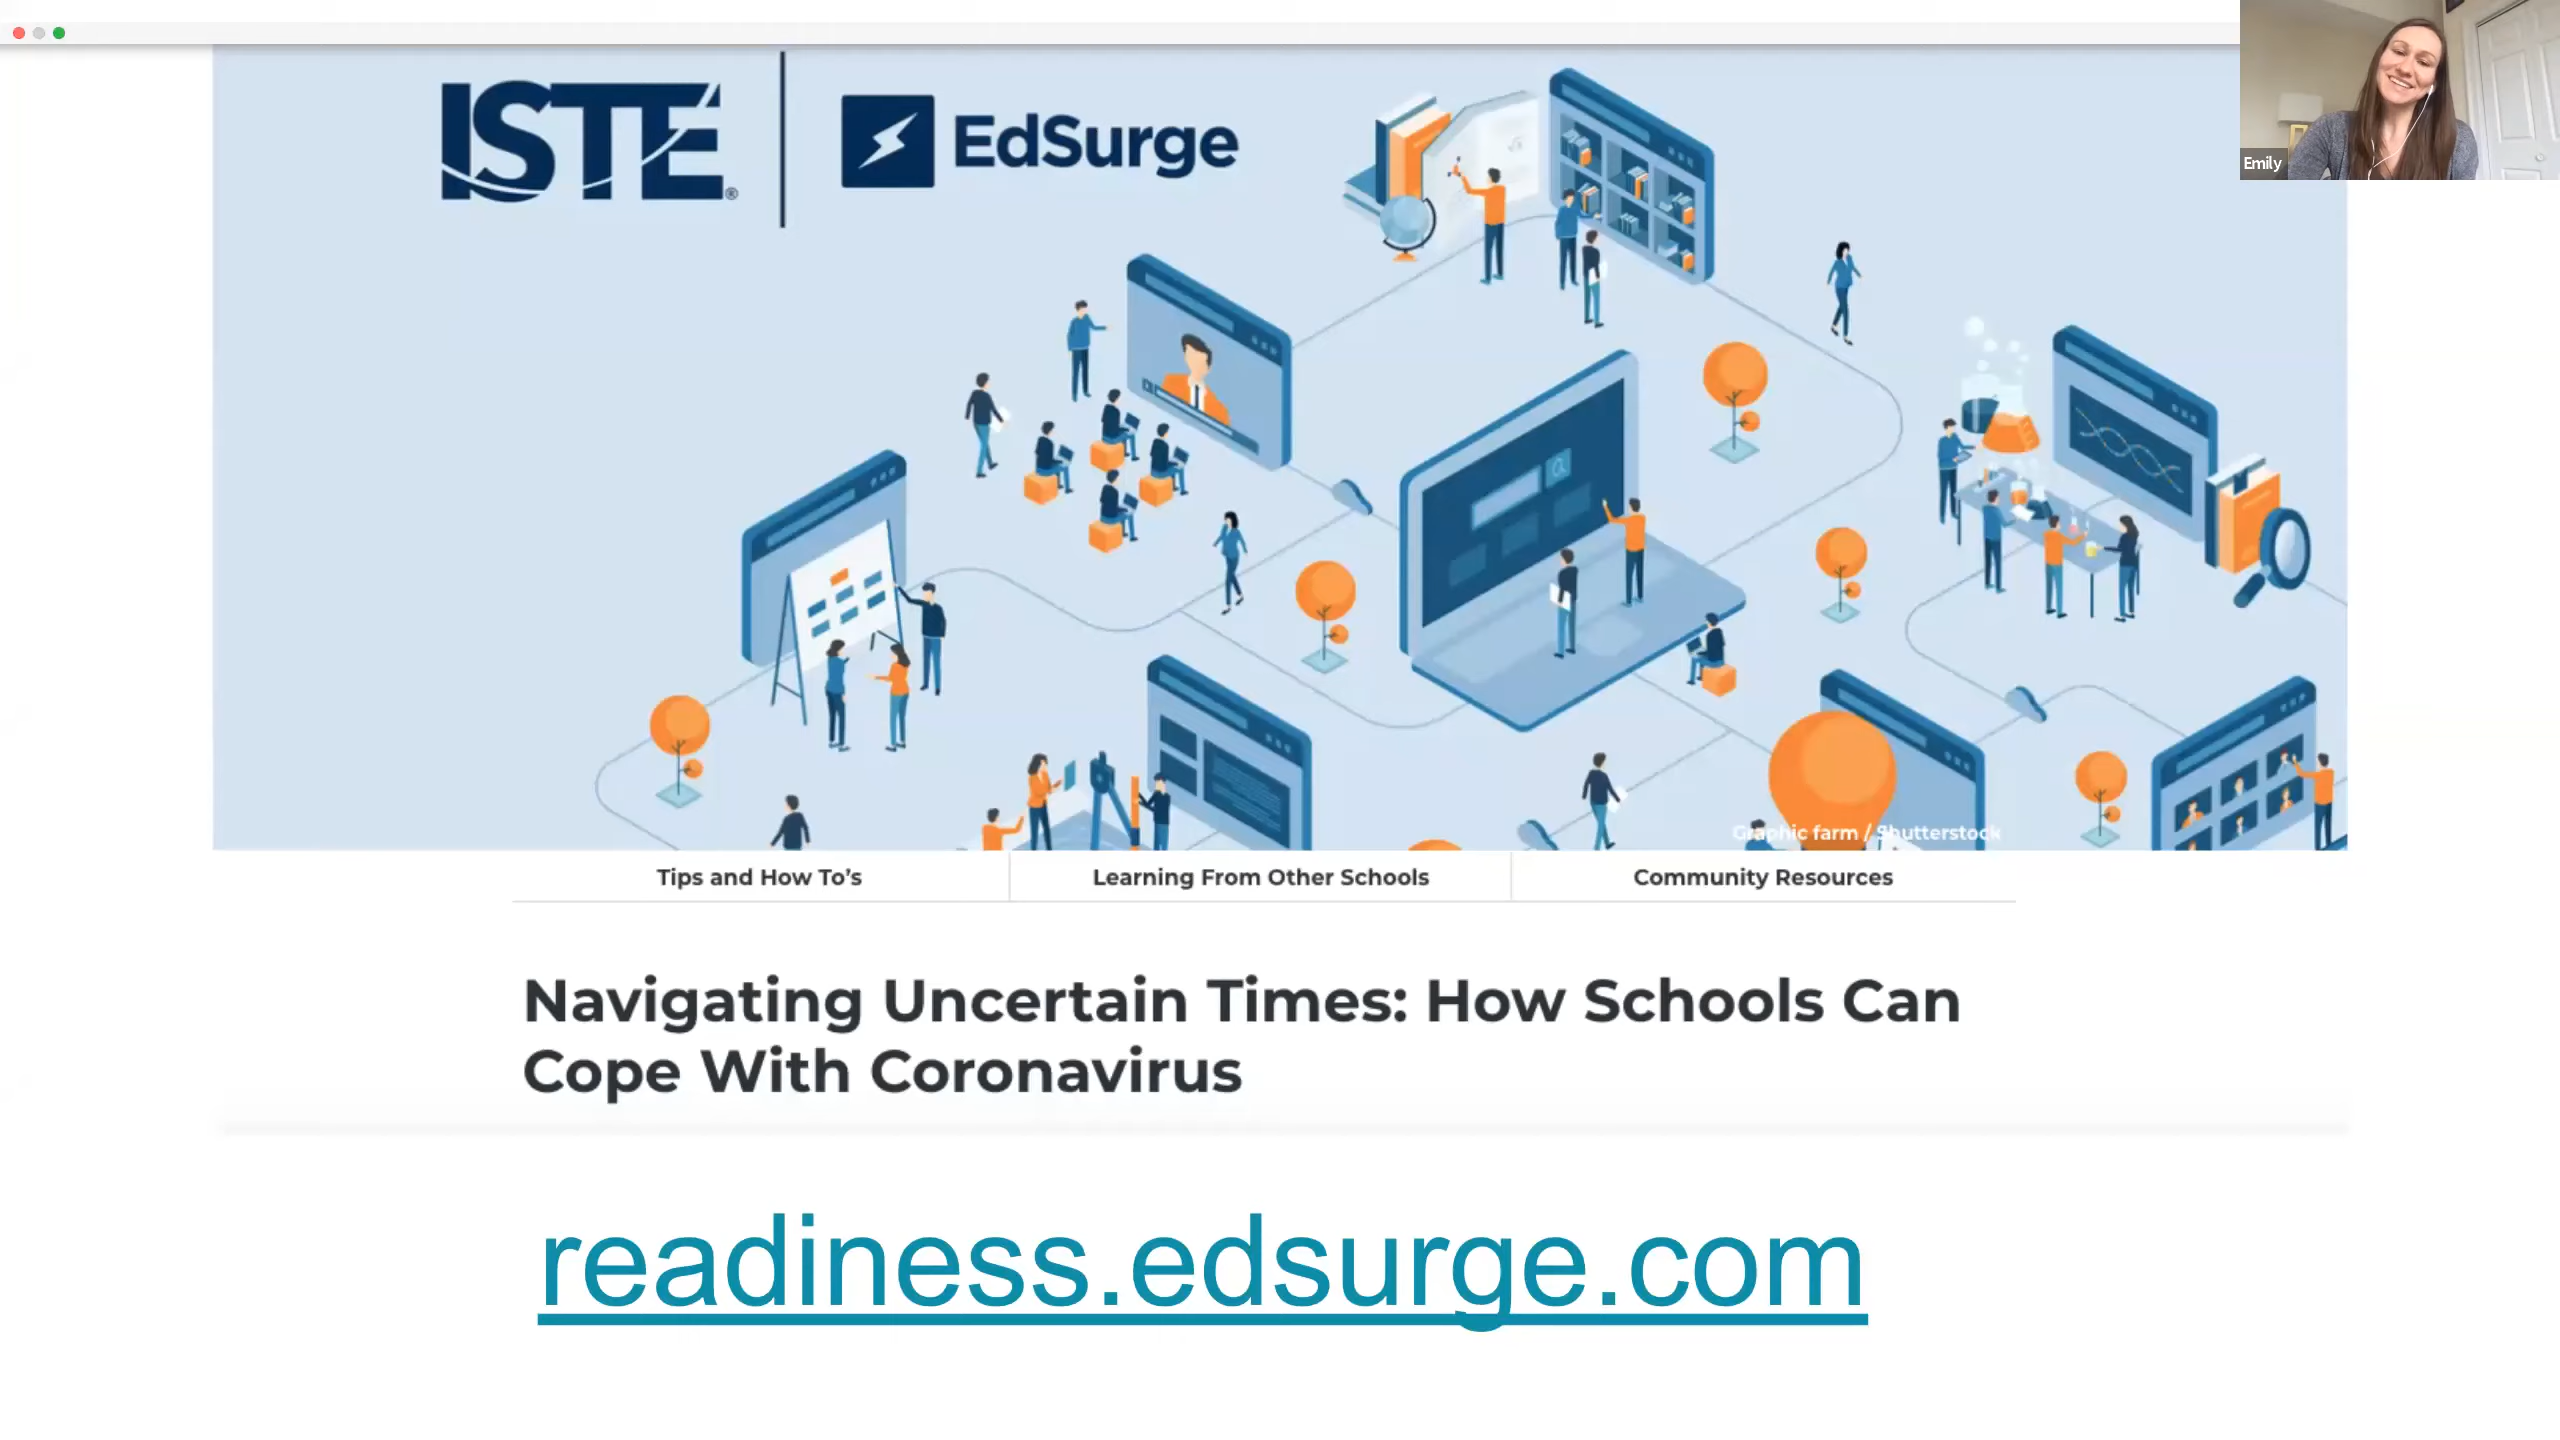 ISTE®
EdSurge
Emily
Graphic farm / Shutterstock
Tips and How To's
Learning From Other Schools
Community Resources
Navigating Uncertain Times: How Schools Can
Cope With Coronavirus
readiness.edsurge.com